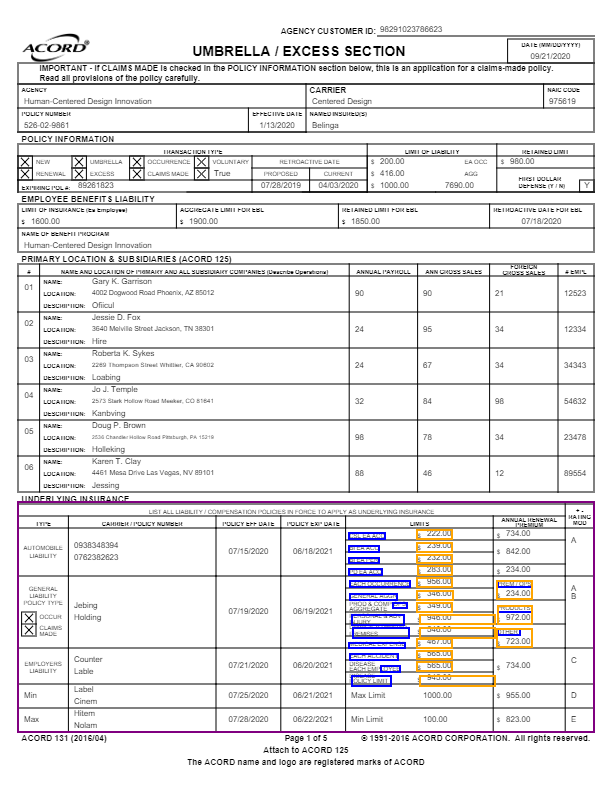 AGENCY CUSTOMER ID: 98291023786623
ACORD
UMBRELLA / EXCESS SECTION
DATE (MM/DD/YYYY)
09/21/2020
IMPORTANT - If CLAIMS MADE is checked in the POLICY INFORMATION section below, this is an application for a claims-made policy.
Read all provisions of the policy carefully.
AGENCY CARRIER NAIC CODE
Human-Centered Design Innovation Centered Design 975619
POLICY NUMBER EFFECTIVE DATE NAMED INSURED(S)
526-02-9861 1/13/2020 Belinga
POLICY INFORMATION
TRANSACTION TYPE LIMIT OF LIABILITY RETAINED LIMIT
NEW UMBRELLA OCCURRENCE VOLUNTARY RETROACTIVE DATE $ 200.00 EA OCC $ 980.00
RENEWAL EXCESS CLAIMS MADE True PROPOSED CURRENT $ 416.00 AGG FIRST DOLLAR
DEFENSE (Y / N) Y
EXPIRING POL #: 89261823 07/28/2019 04/03/2020 $ 1000.00 7690.00
EMPLOYEE BENEFITS LIABILITY
LIMIT OF INSURANCE (Ea Employee) AGGREGATE LIMIT FOR EBL RETAINED LIMIT FOR EBL RETROACTIVE DATE FOR EBL
$ 1600.00 $ 1900.00 $ 1850.00 07/18/2020
NAME OF BENEFIT PROGRAM
Human-Centered Design Innovation
PRIMARY LOCATION & SUBSIDIARIES (ACORD 125)
# NAME AND LOCATION OF PRIMARY AND ALL SUBSIDIARY COMPANIES (Describe Operations) ANNUAL PAYROLL ANN GROSS SALES FOREIGN GROSS SALES # EMPL
NAME: Gary K. Garrison
01 LOCATION: 4002 Dogwood Road Phoenix, AZ 85012 90 90 21 12523
DESCRIPTION: Ofiicul
NAME: Jessie D. Fox
02 LOCATION: 3640 Melville Street Jackson, TN 38301 24 95 34 12334
DESCRIPTION: Hire
NAME: Roberta K. Sykes
03 LOCATION: 2269 Thompson Street Whittier, CA 90602 24 67 34 34343
DESCRIPTION: Loabing
NAME: Jo J. Temple
04 LOCATION: 2573 Stark Hollow Road Meeker, CO 81641 32 84 98 54632
DESCRIPTION: Kanbving
NAME: Doug P. Brown
05 LOCATION: 2536 Chandler Hollow Road Pittsburgh, PA 15219 98 78 34 23478
DESCRIPTION: Holleking
NAME: Karen T. Clay
06 LOCATION: 4461 Mesa Drive Las Vegas, NV 89101 88 46 12 89554
DESCRIPTION: Jessing
UNDERLYING INSURANCE
LIST ALL LIABILITY / COMPENSATION POLICIES IN FORCE TO APPLY AS UNDERLYING INSURANCE
TYPE CARRIER / POLICY NUMBER POLICY EFF DATE POLICY EXP DATE LIMITS ANNUAL RENEWAL PREMIUM + - RATING MOD
AUTOMOBILE LIABILITY 0938348394 07/15/2020 06/18/2021 $ 222.00 $ 734.00 A
0762382623 $ 239.00 $ 842.00
$ 232.00
$ 283.00 $ 234.00
GENERAL LIABILITY EACH OCCURRENCE $ 956.00 PREM / OPS A
POLICY TYPE GENERAL AGGR $ 346.00 $ 234.00 B
Jebing 07/19/2020 06/19/2021 PROD & COMP AGGREGATE $ 349.00 PRODUCTS
OCCUR Holding INJURY $ 946.00 $ 972.00
CLAIMS MADE PREMISES OTHER
MEDICAL EXPENSE $ 467.00 $ 723.00
EMPLOYERS' LIABILITY Counter 07/21/2020 06/20/2021 EACH ACCIDENT $ 565.00 $ 734.00 C
Lable DISEASE EACH EMPLOYEE $ 565.00
POLICY LIMIT $ 945.00
Min Label 07/25/2020 06/21/2021 Max Limit 1000.00 $ 955.00 D
Cinem
Max Hitem 07/28/2020 06/22/2021 Min Limit 100.00 $ 823.00 E
Nolam
ACORD 131 (2016/04) Page 1 of 5 © 1991-2016 ACORD CORPORATION. All rights reserved.
Attach to ACORD 125
The ACORD name and logo are registered marks of ACORD